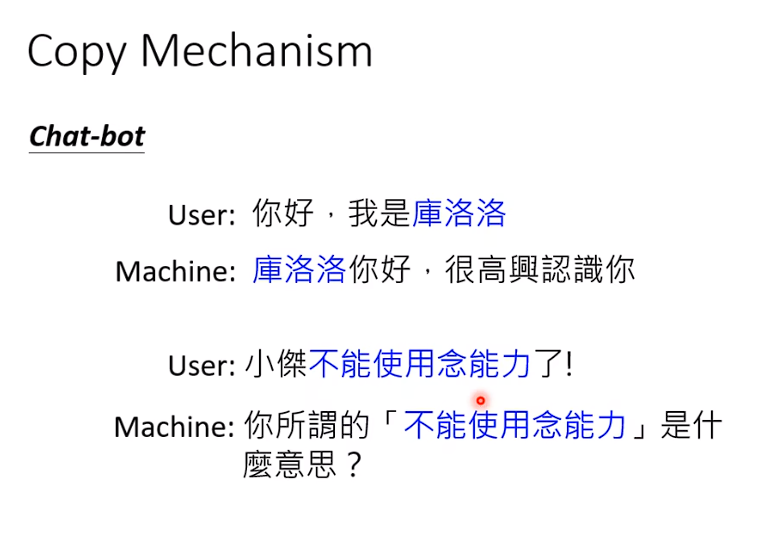 Copy Mechanism
Chat-bot
User: 你好，我是庫洛洛
Machine: 庫洛洛你好，很高興認識你
User: 小傑不能使用念能力了!
Machine: 你所謂的「不能使用念能力」是什
麼意思？